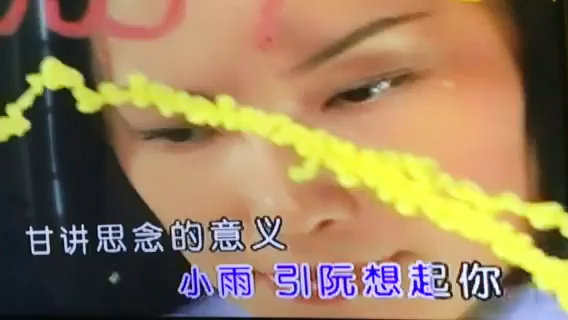 甘讲思念的意义
小雨 引阮想起你